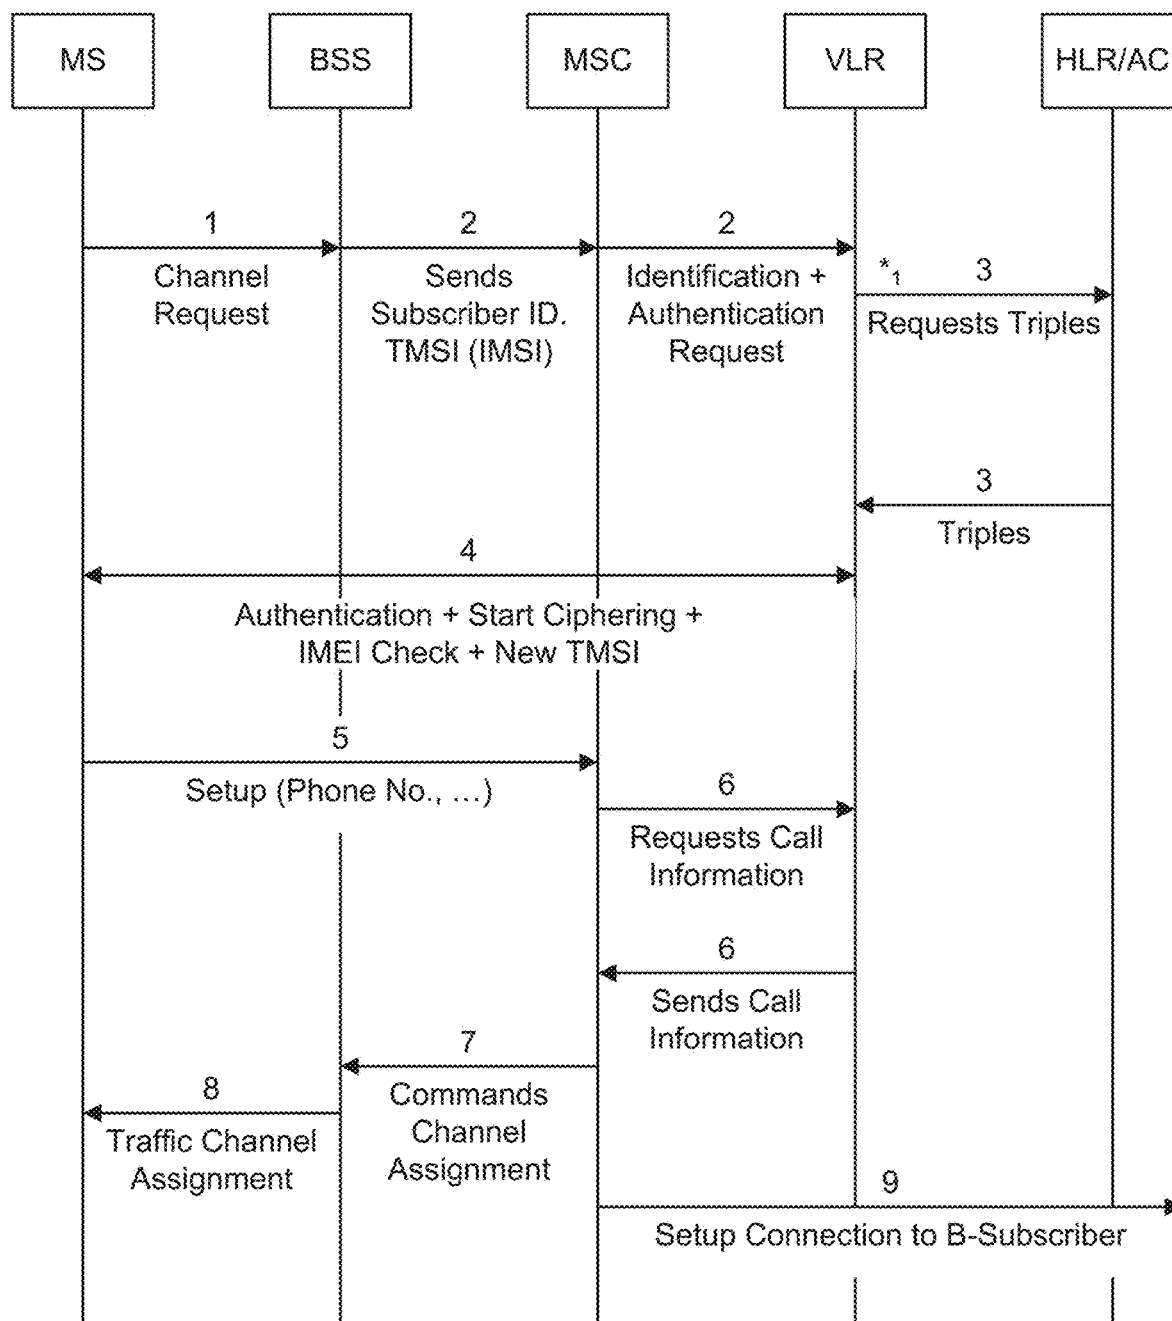 MS
BSS
MSC
VLR
HLR/AC
1
Channel
Request
2
Sends
Subscriber ID.
TMSI (IMSI)
2
Identification +
Authentication
Request
*1
3
Requests Triples
3
Triples
4
Authentication + Start Ciphering +
IMEI Check + New TMSI
5
Setup (Phone No., …)
6
Requests Call
Information
6
Sends Call
Information
7
Commands
Channel
Assignment
8
Traffic Channel
Assignment
9
Setup Connection to B-Subscriber